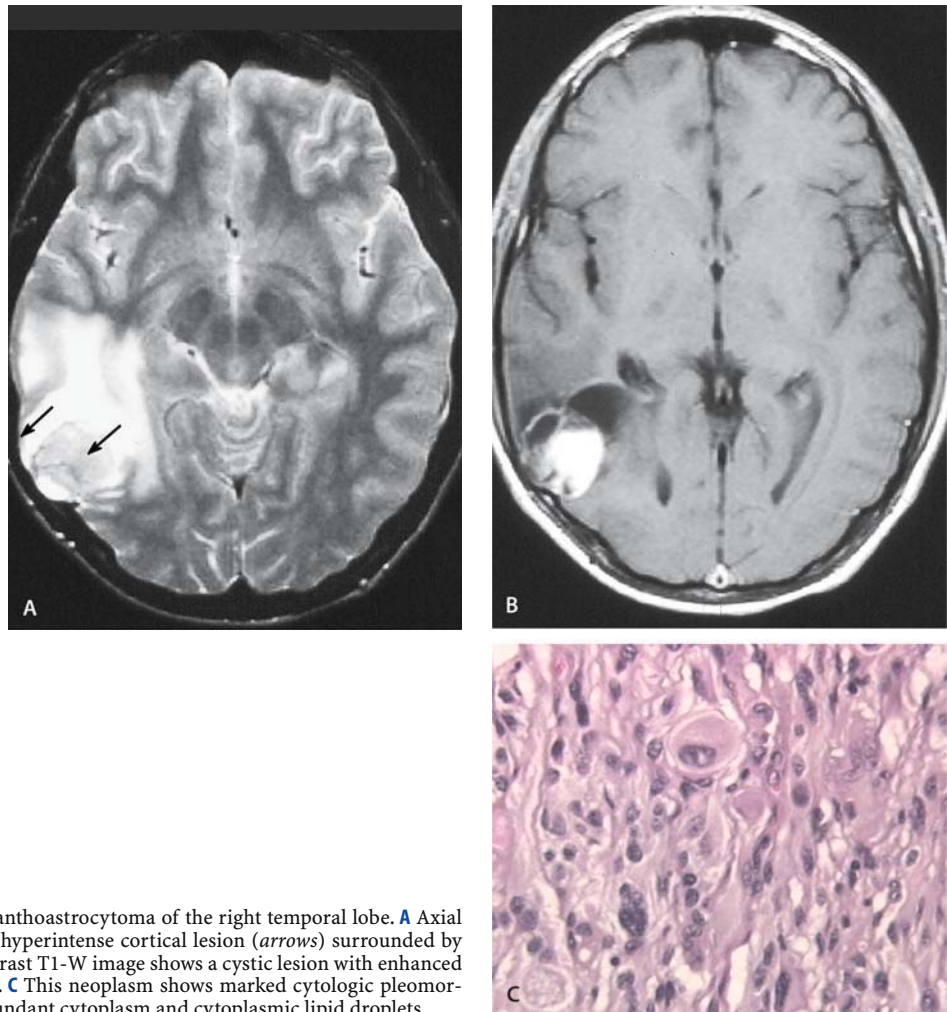 A
B
C
anthoastrocytoma of the right temporal lobe. A Axial
hyperintense cortical lesion (arrows) surrounded by
rast T1-W image shows a cystic lesion with enhanced
. C This neoplasm shows marked cytologic pleomor-
undant cytoplasm and cytoplasmic lipid droplets